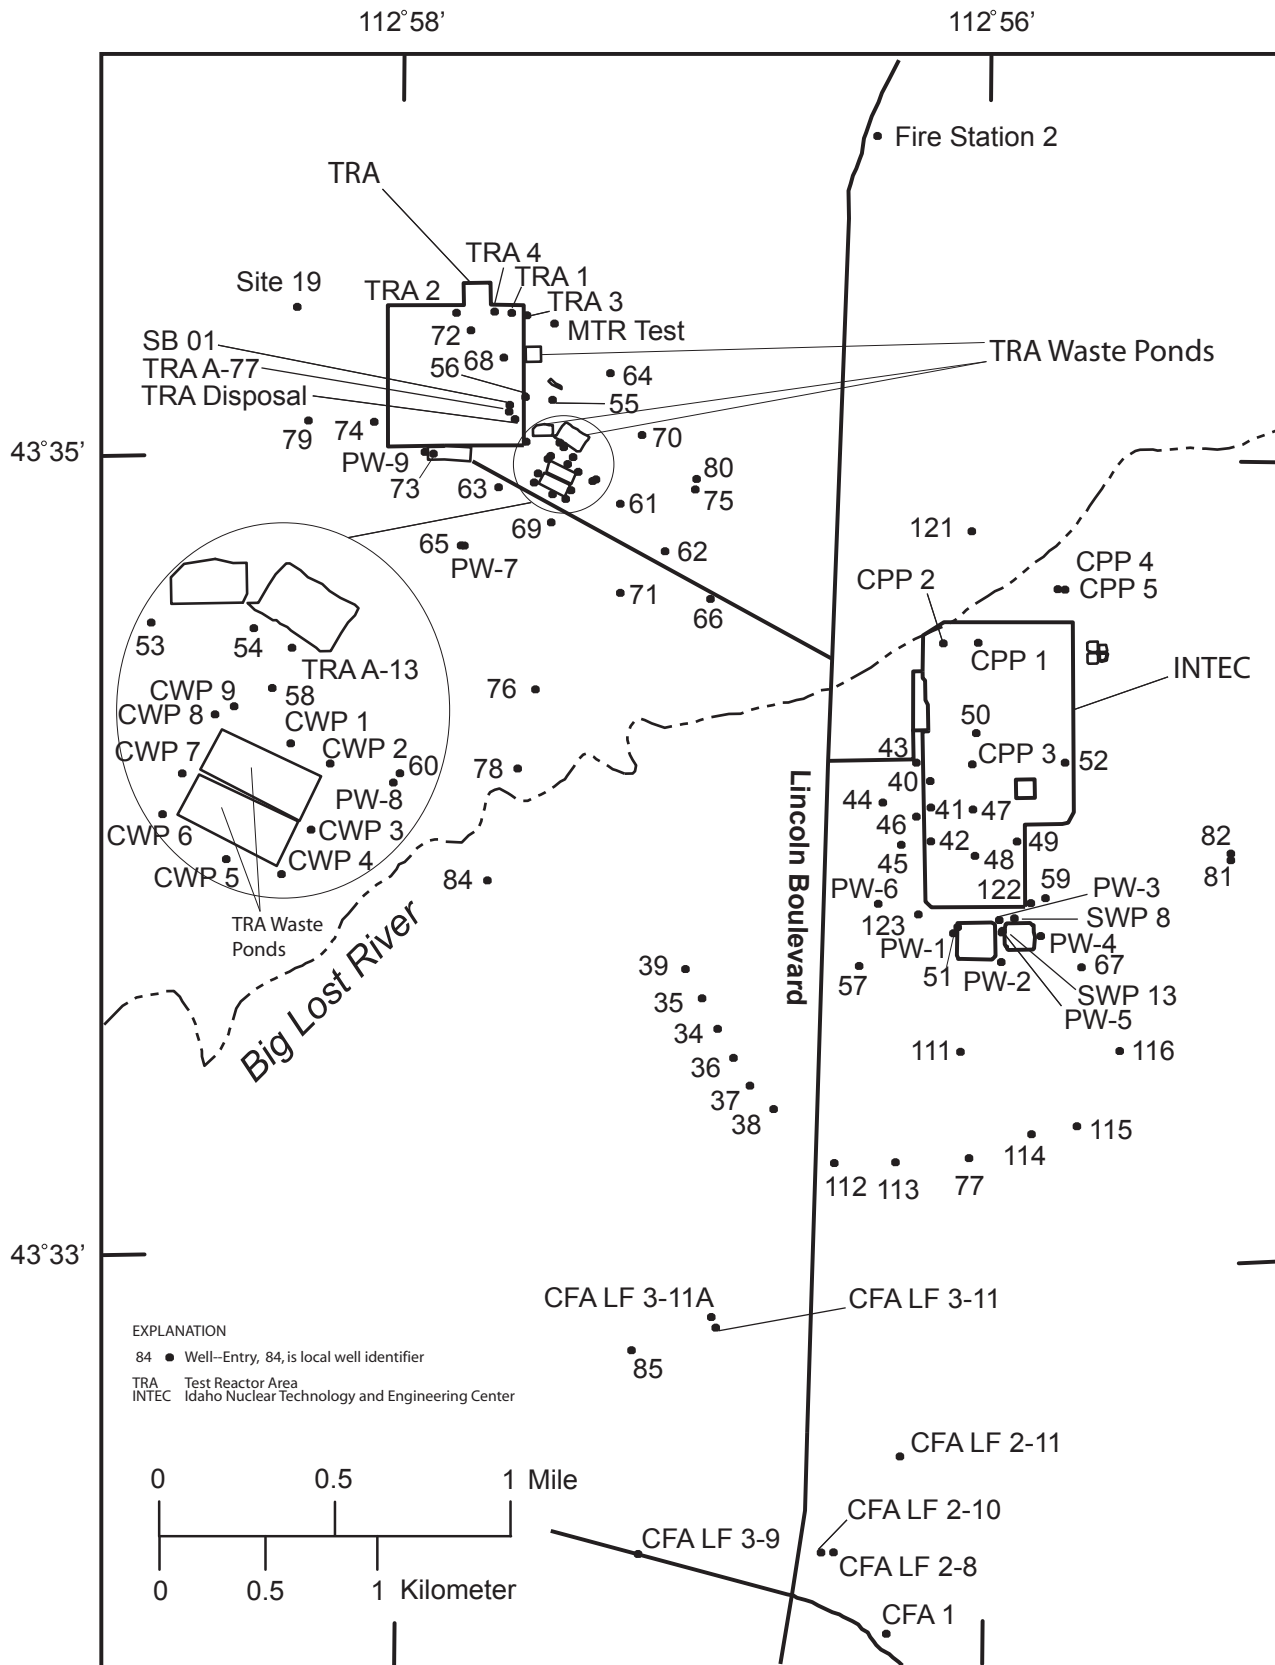 112°58’
112°56’
Fire Station 2
TRA
TRA 4
TRA 1
Site 19
TRA 2
TRA 3
MTR Test
72
SB 01
68
56
TRA Waste Ponds
TRA A-77
64
TRA Disposal
55
79
74
70
43°35’
PW-9
80
73
63
75
61
69
121
65
62
PW-7
CPP 4
CPP 2
CPP 5
71
66
53
54
CPP 1
TRA A-13
INTEC
76
58
CWP 9
CWP 8
CWP 1
50
CWP 7
CWP 2
43
CPP 3
52
60
78
40
PW-8
44
41
47
CWP 6
CWP 3
46
42
49
CWP 4
45
48
82
CWP 5
81
84
PW-6
122
59
PW-3
TRA Waste
Ponds
123
SWP 8
PW-1
PW-4
Lincoln Boulevard
39
57
51
PW-2
67
35
SWP 13
Big Lost River
34
PW-5
36
111
116
37
38
115
114
112
113
77
43°33’
CFA LF 3-11A
CFA LF 3-11
EXPLANATION
84 Well--Entry, 84, is local well identifier
85
TRA Test Reactor Area
INTEC Idaho Nuclear Technology and Engineering Center
CFA LF 2-11
0 0.5 1 Mile
CFA LF 2-10
CFA LF 3-9
CFA LF 2-8
0 0.5 1 Kilometer
CFA 1